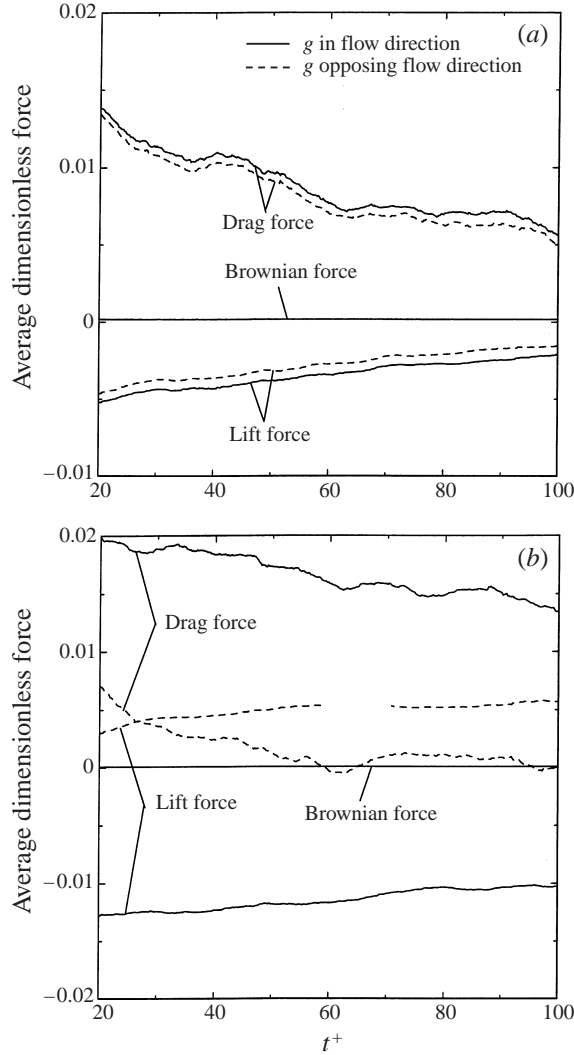 0.02
(a)
g in flow direction
g opposing flow direction
0.01
Drag force
Brownian force
0
Lift force
−0.01
20 40 60 80 100
Average dimensionless force
0.02
(b)
Drag force
0.01
0
Lift force
Brownian force
−0.01
−0.02
20 40 60 80 100
Average dimensionless force
t+